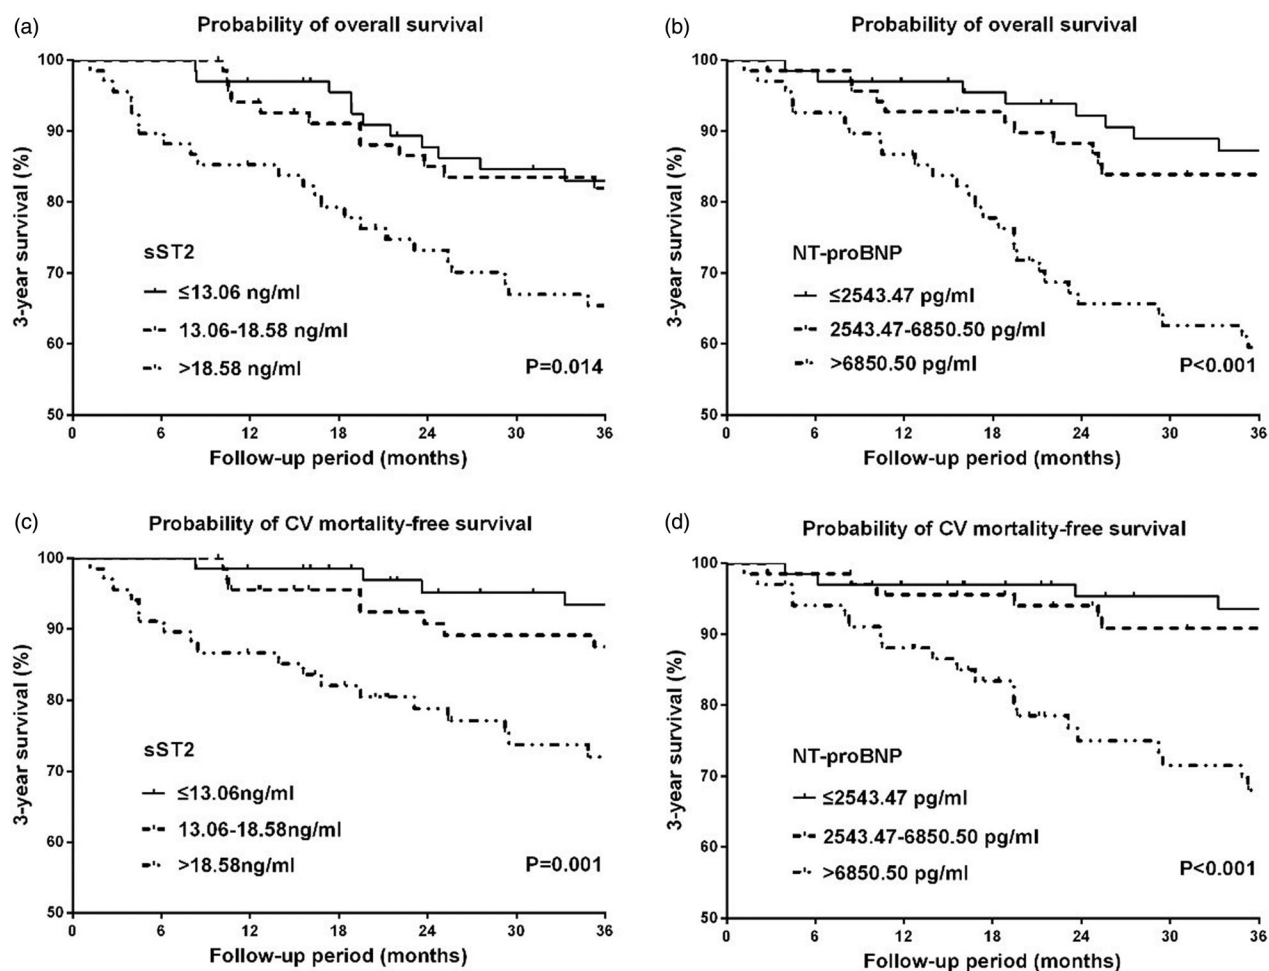 (a)
Probability of overall survival
3-year survival (%)
100
90
80
70
60
50
sST2
≤13.06 ng/ml
13.06-18.58 ng/ml
>18.58 ng/ml
P=0.014
0 6 12 18 24 30 36
Follow-up period (months)
(b)
Probability of overall survival
3-year survival (%)
100
90
80
70
60
50
NT-proBNP
≤2543.47 pg/ml
2543.47-6850.50 pg/ml
>6850.50 pg/ml
P<0.001
0 6 12 18 24 30 36
Follow-up period (months)
(c)
Probability of CV mortality-free survival
3-year survival (%)
100
90
80
70
60
50
sST2
≤13.06ng/ml
13.06-18.58ng/ml
>18.58ng/ml
P=0.001
0 6 12 18 24 30 36
Follow-up period (months)
(d)
Probability of CV mortality-free survival
3-year survival (%)
100
90
80
70
60
50
NT-proBNP
≤2543.47 pg/ml
2543.47-6850.50 pg/ml
>6850.50 pg/ml
P<0.001
0 6 12 18 24 30 36
Follow-up period (months)